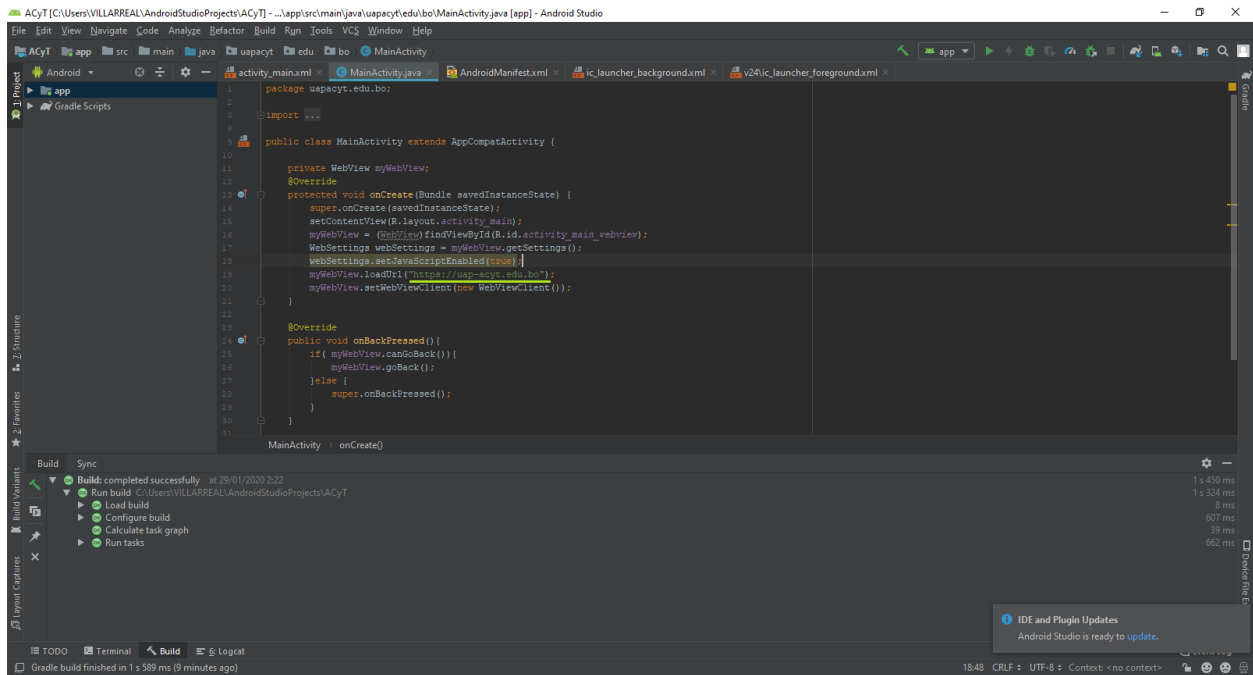 ACyT [C:\Users\VILLARREAL\AndroidStudioProjects\ACyT] - ...\app\src\main\java\uapacyt\edu\bo\MainActivity.java [app] - Android Studio
File Edit View Navigate Code Analyze Refactor Build Run Tools VCS Window Help
ACyT app src main java uapacyt edu bo MainActivity app
Android activity_main.xml MainActivity.java AndroidManifest.xml ic_launcher_background.xml v24\ic_launcher_foreground.xml
1: Project
Gradle
app
Gradle Scripts
1 package uapacyt.edu.bo;
2
3 import ...
8
9 public class MainActivity extends AppCompatActivity {
10
11 private WebView myWebView;
12 @Override
13 protected void onCreate(Bundle savedInstanceState) {
14 super.onCreate(savedInstanceState);
15 setContentView(R.layout.activity_main);
16 myWebView = (WebView)findViewById(R.id.activity_main_webview);
17 WebSettings webSettings = myWebView.getSettings();
18 webSettings.setJavaScriptEnabled(true);
19 myWebView.loadUrl("https://uap-acyt.edu.bo");
20 myWebView.setWebViewClient(new WebViewClient());
21 }
22
23 @Override
24 public void onBackPressed(){
25 if( myWebView.canGoBack()){
26 myWebView.goBack();
27 }else {
28 super.onBackPressed();
29 }
30 }
31
MainActivity onCreate()
7: Structure
2: Favorites
Build Variants
Layout Captures
Build Sync
Build: completed successfully at 29/01/2020 2:22 1 s 450 ms
Run build C:\Users\VILLARREAL\AndroidStudioProjects\ACyT 1 s 324 ms
Load build 8 ms
Configure build 607 ms
Calculate task graph 39 ms
Run tasks 662 ms
Device File
IDE and Plugin Updates
Android Studio is ready to update.
TODO Terminal Build 6: Logcat Event Log
Gradle build finished in 1 s 589 ms (9 minutes ago) 18:48 CRLF UTF-8 Context: <no context>